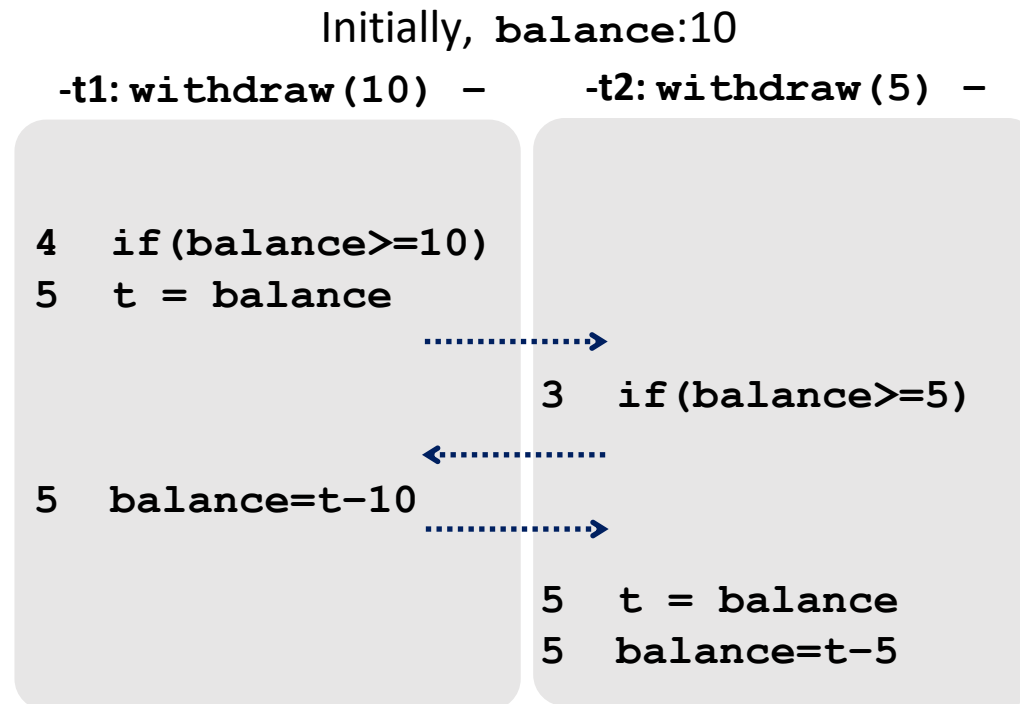 Initially, balance:10
-t1: withdraw(10) – -t2: withdraw(5) –
4 if(balance>=10)
5 t = balance
3 if(balance>=5)
5 balance=t-10
5 t = balance
5 balance=t-5